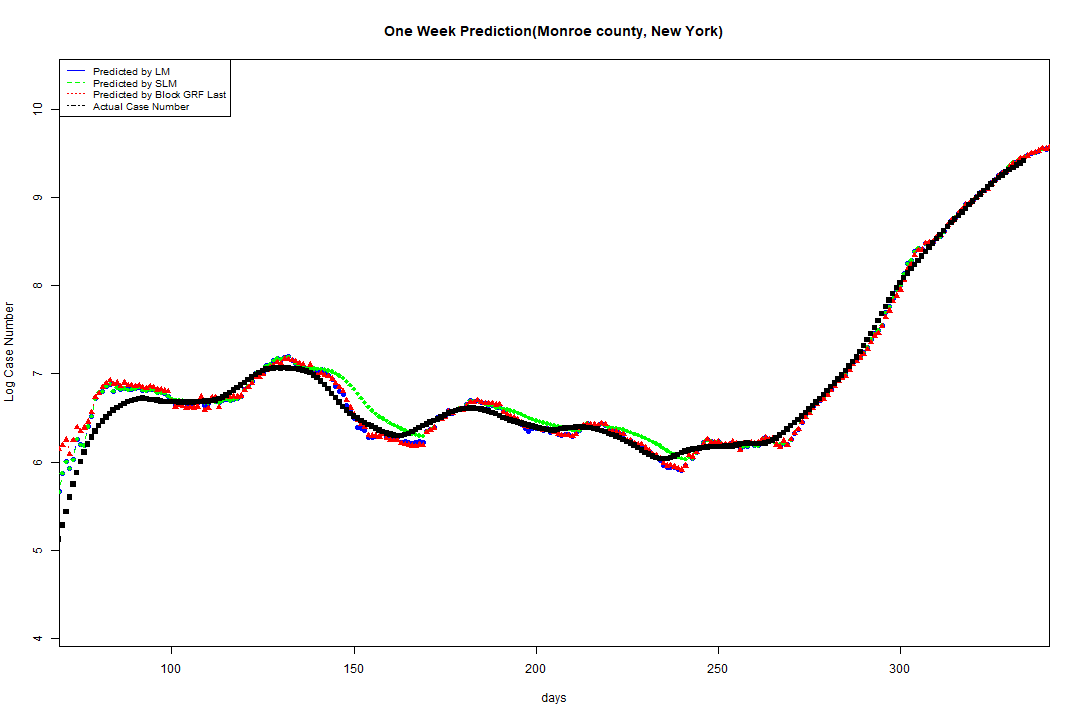 One Week Prediction(Monroe county, New York)
Predicted by LM
Predicted by SLM
Predicted by Block GRF Last
Actual Case Number
Log Case Number
10
9
8
7
6
5
4
100 150 200 250 300
days